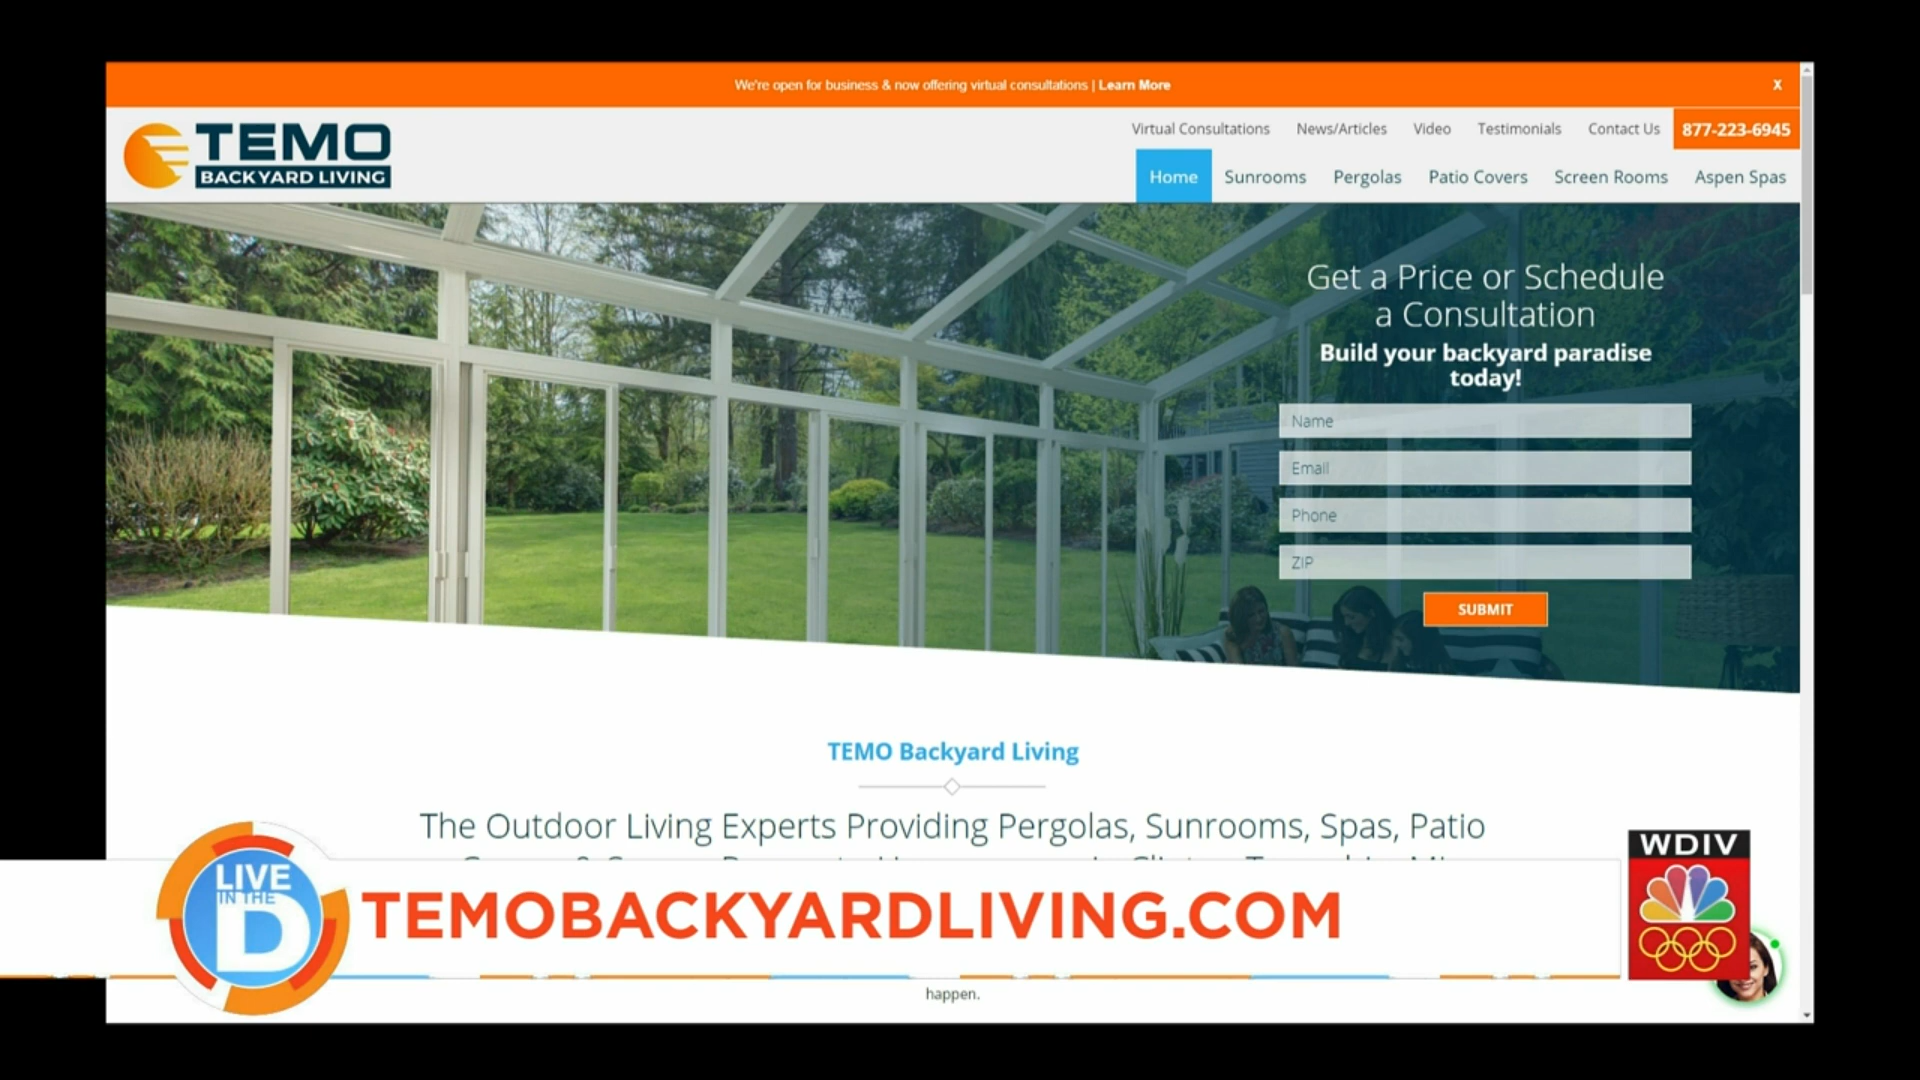 We're open for business & now offering virtual consultations | Learn More
X
TEMO
BACKYARD LIVING
Virtual Consultations News/Articles Video Testimonials Contact Us 877-223-6945
Home Sunrooms Pergolas Patio Covers Screen Rooms Aspen Spas
Get a Price or Schedule
a Consultation
Build your backyard paradise
today!
Name
Email
Phone
ZIP
SUBMIT
TEMO Backyard Living
The Outdoor Living Experts Providing Pergolas, Sunrooms, Spas, Patio
LIVE
IN THE
D
TEMOBACKYARDLIVING.COM
WDIV
happen.